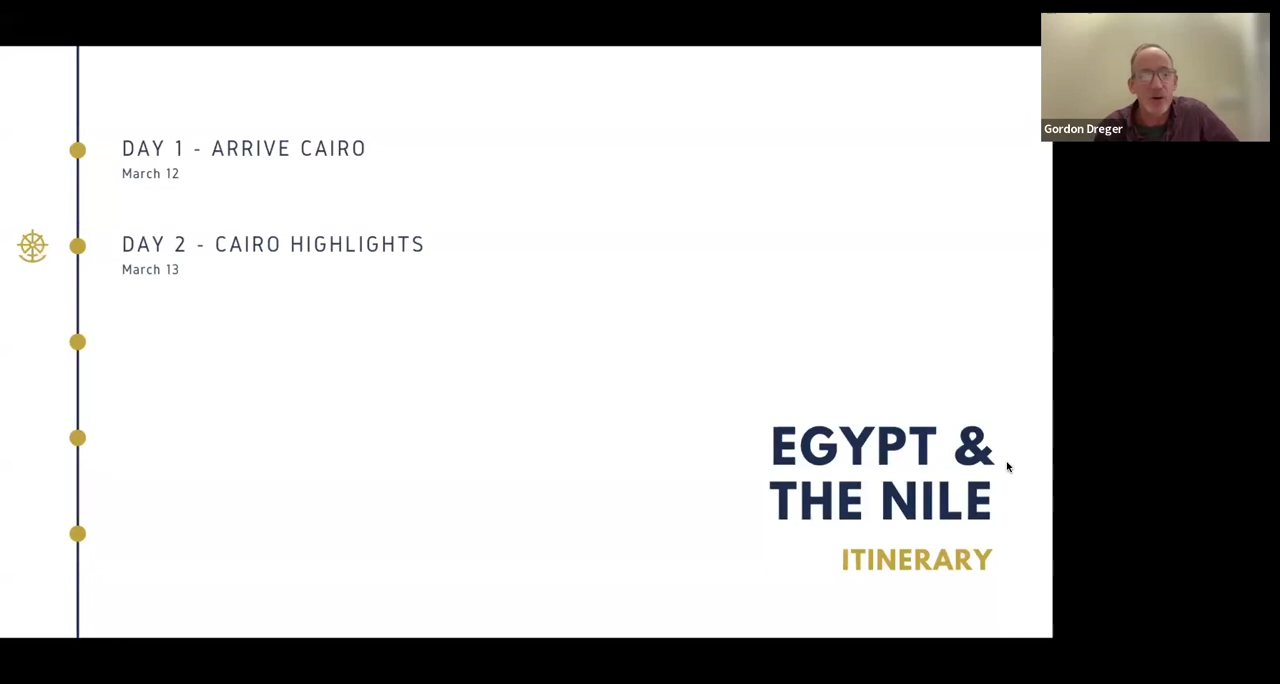 Gordon Dreger
DAY 1 - ARRIVE CAIRO
March 12
DAY 2 - CAIRO HIGHLIGHTS
March 13
EGYPT &
THE NILE
ITINERARY